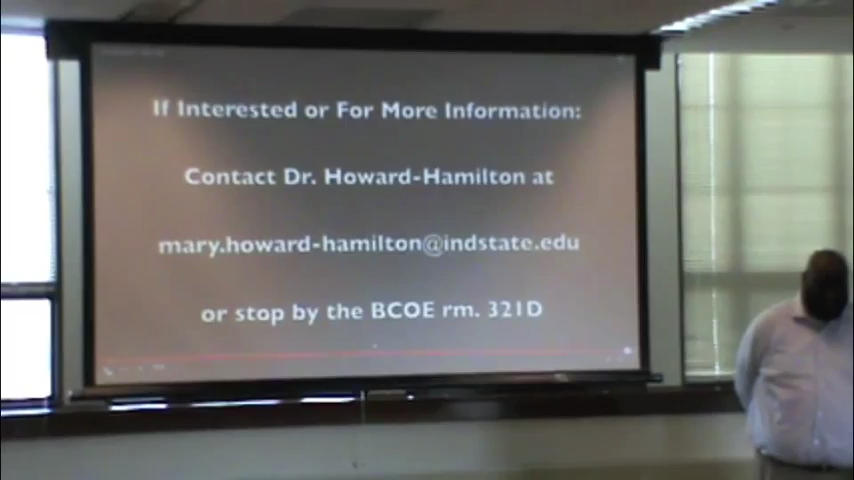 If Interested or For More Information:
Contact Dr. Howard-Hamilton at
mary.howard-hamilton@indstate.edu
or stop by the BCOE rm. 321D